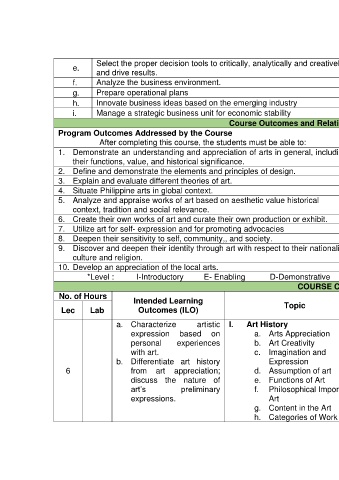 e.
Select the proper decision tools to critically, analytically and creativel
and drive results.
f. Analyze the business environment.
g. Prepare operational plans
h. Innovate business ideas based on the emerging industry
i. Manage a strategic business unit for economic stability
Course Outcomes and Relati
Program Outcomes Addressed by the Course
After completing this course, the students must be able to:
1. Demonstrate an understanding and appreciation of arts in general, includi
their functions, value, and historical significance.
2. Define and demonstrate the elements and principles of design.
3. Explain and evaluate different theories of art.
4. Situate Philippine arts in global context.
5. Analyze and appraise works of art based on aesthetic value historical
context, tradition and social relevance.
6. Create their own works of art and curate their own production or exhibit.
7. Utilize art for self- expression and for promoting advocacies
8. Deepen their sensitivity to self, community,, and society.
9. Discover and deepen their identity through art with respect to their nationali
culture and religion.
10. Develop an appreciation of the local arts.
*Level : I-Introductory E- Enabling D-Demonstrative
COURSE C
No. of Hours
Lec Lab
Intended Learning
Outcomes (ILO)
Topic
6
a. Characterize artistic
expression based on
personal experiences
with art.
b. Differentiate art history
from art appreciation;
discuss the nature of
art's preliminary
expressions.
I. Art History
a. Arts Appreciation
b. Art Creativity
c. Imagination and
Expression
d. Assumption of art
e. Functions of Art
f. Philosophical Impor
Art
g. Content in the Art
h. Categories of Work